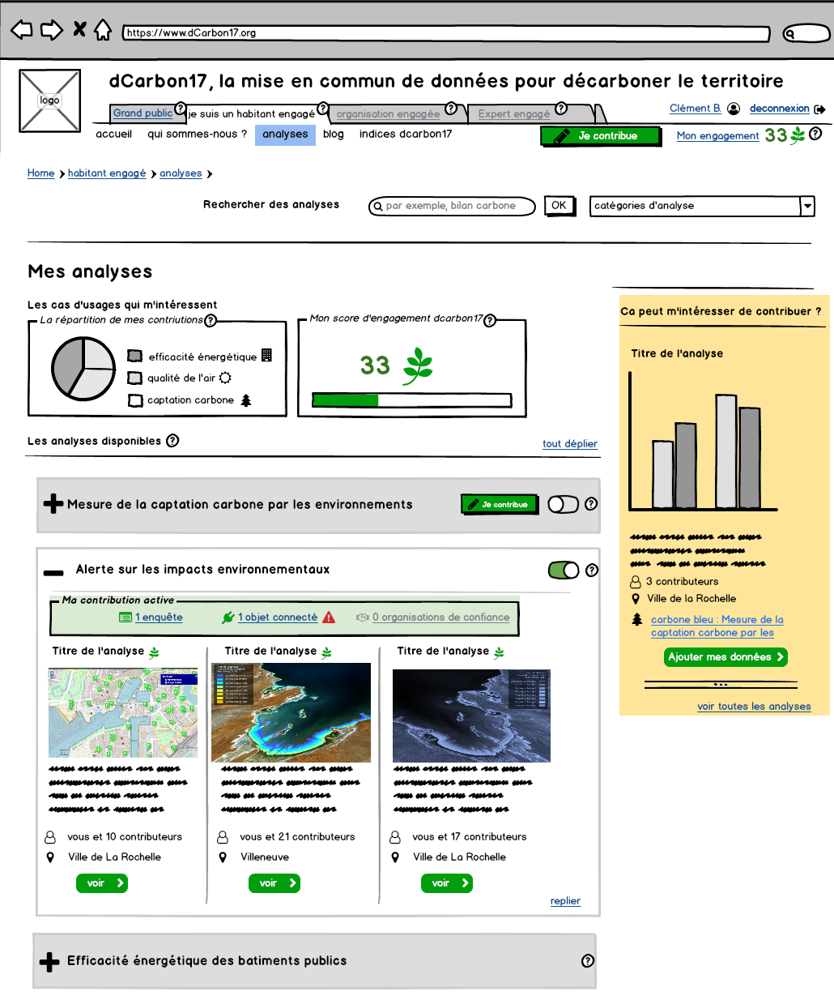 https://www.dCarbon17.org
logo
dCarbon17, la mise en commun de données pour décarboner le territoire
Grand public ? je suis un habitant engagé ? organisation engagée ? Expert engagé ? Clément B. deconnexion
accueil qui sommes-nous ? analyses blog indices dcarbon17 Je contribue Mon engagement 33 ?
Home habitant engagé analyses
Rechercher des analyses par exemple, bilan carbone OK catégories d'analyse
Mes analyses
Les cas d'usages qui m'intéressent
La répartition de mes contriutions ?
efficacité énergétique
qualité de l'air
captation carbone
Mon score d'engagement dcarbon17 ?
33
Les analyses disponibles ? tout déplier
Mesure de la captation carbone par les environnements Je contribue ?
Alerte sur les impacts environnementaux ?
Ma contribution active
1 enquête 1 objet connecté 0 organisations de confiance
Titre de l'analyse
vous et 10 contributeurs
Ville de La Rochelle
voir
Titre de l'analyse
vous et 21 contributeurs
Villeneuve
voir
Titre de l'analyse
vous et 17 contributeurs
Ville de La Rochelle
voir
replier
Efficacité énergétique des batiments publics ?
Ca peut m'intéresser de contribuer ?
Titre de l'analyse
3 contributeurs
Ville de la Rochelle
carbone bleu : Mesure de la
captation carbone par les
Ajouter mes données
...
voir toutes les analyses